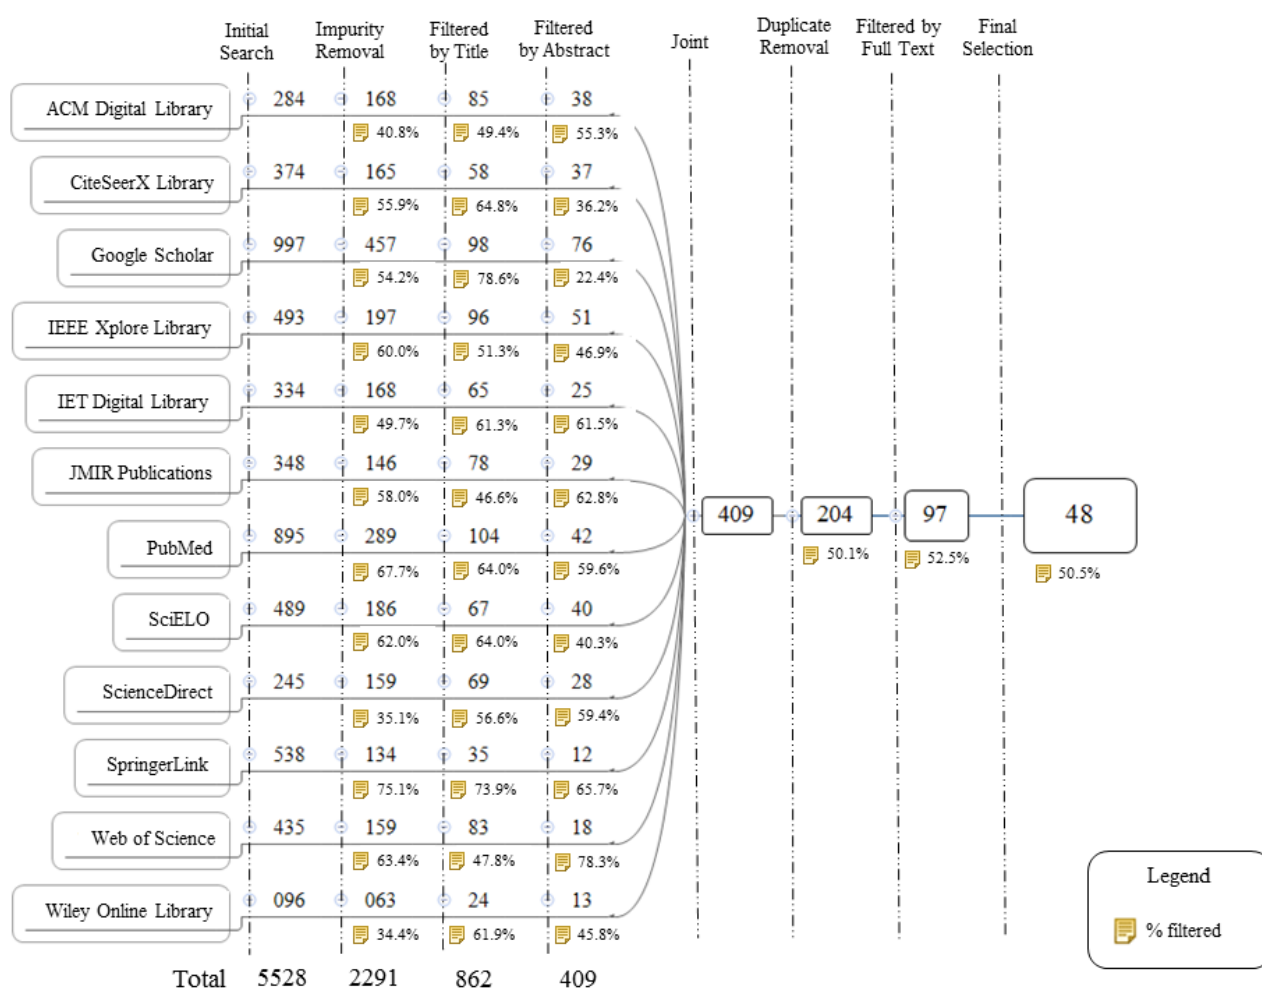 Initial Search
Impurity Removal
Filtered by Title
Filtered by Abstract
Joint
Duplicate Removal
Filtered by Full Text
Final Selection
ACM Digital Library 284 168 85 38
40.8% 49.4% 55.3%
CiteSeerX Library 374 165 58 37
55.9% 64.8% 36.2%
Google Scholar 997 457 98 76
54.2% 78.6% 22.4%
IEEE Xplore Library 493 197 96 51
60.0% 51.3% 46.9%
IET Digital Library 334 168 65 25
49.7% 61.3% 61.5%
JMIR Publications 348 146 78 29
58.0% 46.6% 62.8%
409 204 97 48
50.1% 52.5% 50.5%
PubMed 895 289 104 42
67.7% 64.0% 59.6%
SciELO 489 186 67 40
62.0% 64.0% 40.3%
ScienceDirect 245 159 69 28
35.1% 56.6% 59.4%
SpringerLink 538 134 35 12
75.1% 73.9% 65.7%
Web of Science 435 159 83 18
63.4% 47.8% 78.3%
Wiley Online Library 096 063 24 13
34.4% 61.9% 45.8%
Total 5528 2291 862 409
Legend
% filtered